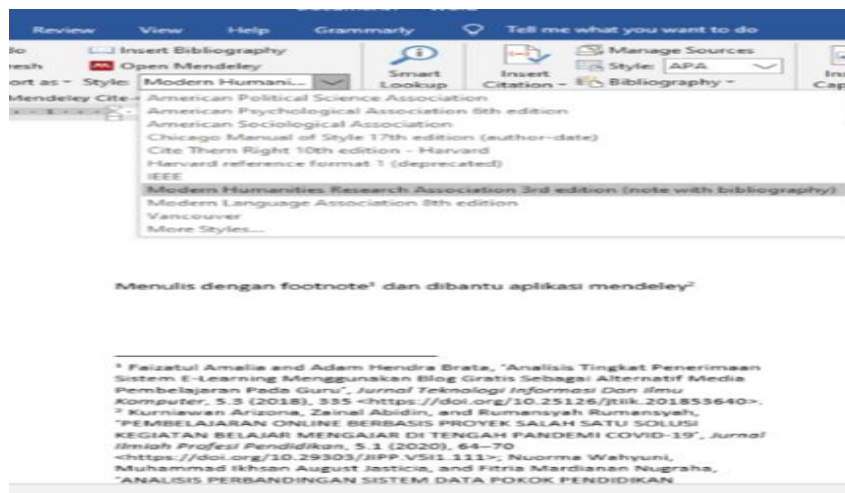 Review View Help Grammarly Tell me what you want to do
Insert Bibliography Manage Sources
Open Mendeley Smart Insert Style: APA
ort as Style: Modern Humani... Lookup Citation Bibliography
Mendeley Cite-
American Political Science Association
American Psychological Association 6th edition
American Sociological Association
Chicago Manual of Style 17th edition (author-date)
Cite Them Right 10th edition - Harvard
Harvard reference format 1 (deprecated)
IEEE
Modern Humanities Research Association 3rd edition (note with bibliography)
Modern Language Association 8th edition
Vancouver
More Styles...
Menulis dengan footnote¹ dan dibantu aplikasi mendeley²
¹ Faizatul Amalia and Adam Hendra Brata, 'Analisis Tingkat Penerimaan
Sistem E-Learning Menggunakan Blog Gratis Sebagai Alternatif Media
Pembelajaran Pada Guru', Jurnal Teknologi Informasi Dan Ilmu
Komputer, 5.3 (2018), 335 <https://doi.org/10.25126/jtiik.201853640>.
² Kurniawan Arizona, Zainal Abidin, and Rumansyah Rumansyah,
'PEMBELAJARAN ONLINE BERBASIS PROYEK SALAH SATU SOLUSI
KEGIATAN BELAJAR MENGAJAR DI TENGAH PANDEMI COVID-19', Jurnal
Ilmiah Profesi Pendidikan, 5.1 (2020), 64–70
<https://doi.org/10.29303/JIPP.V5I1.111>; Nuorma Wahyuni,
Muhammad Ikhsan August Jasticia, and Fitria Mardianan Nugraha,
'ANALISIS PERBANDINGAN SISTEM DATA POKOK PENDIDIKAN